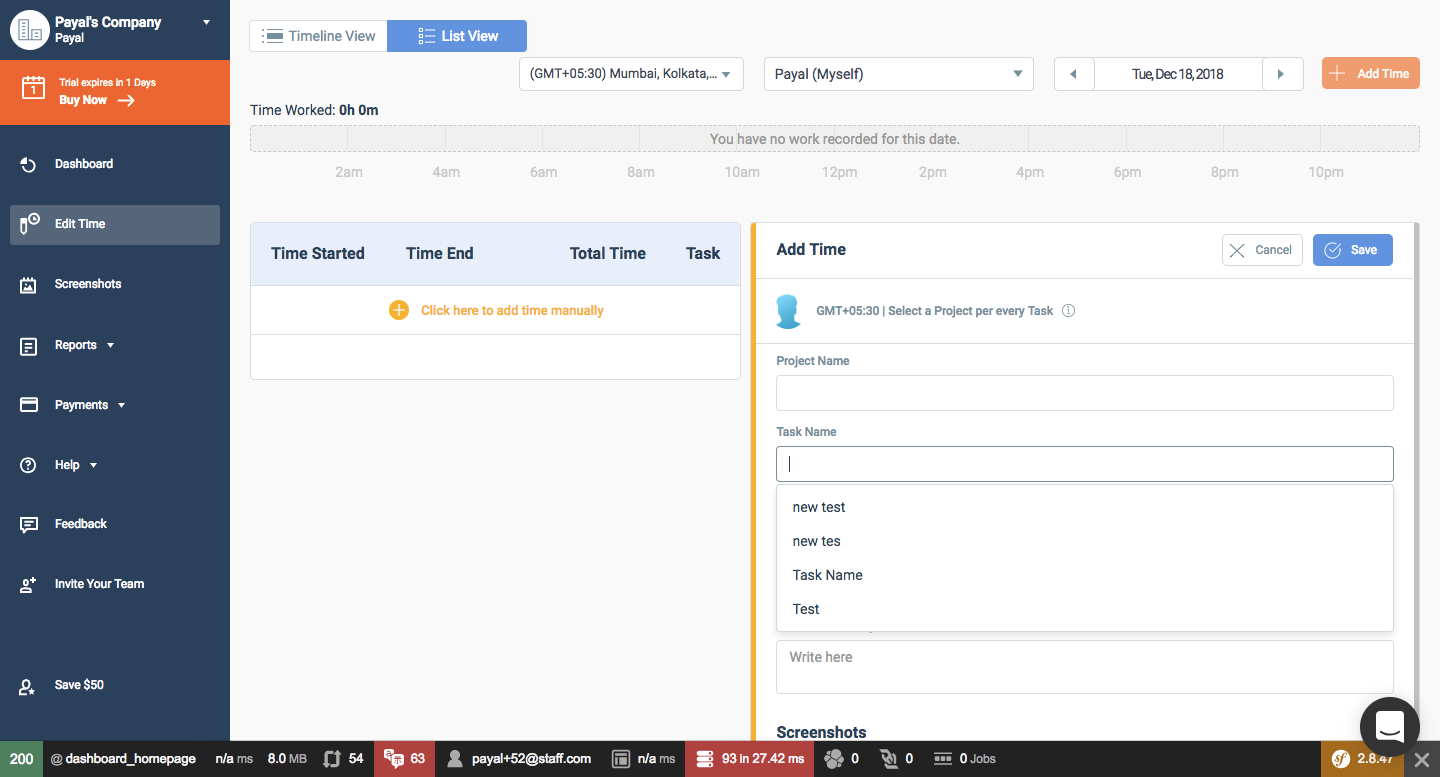 Payal's Company
Payal
1
Trial expires in 1 Days
Buy Now
Dashboard
Edit Time
Screenshots
Reports
Payments
Help
Feedback
Invite Your Team
Save $50
Timeline View
List View
(GMT+05:30) Mumbai, Kolkata,...
Payal (Myself)
Tue, Dec 18, 2018
Add Time
Time Worked: 0h 0m
You have no work recorded for this date.
2am 4am 6am 8am 10am 12pm 2pm 4pm 6pm 8pm 10pm
Time Started Time End Total Time Task
Click here to add time manually
Add Time
Cancel
Save
GMT+05:30 | Select a Project per every Task
Project Name
Task Name
new test
new tes
Task Name
Test
Write here
Screenshots
200 @ dashboard_homepage n/a ms 8.0 MB 54 63 payal+52@staff.com n/a ms 93 in 27.42 ms 0 0 0 Jobs 2.8.47